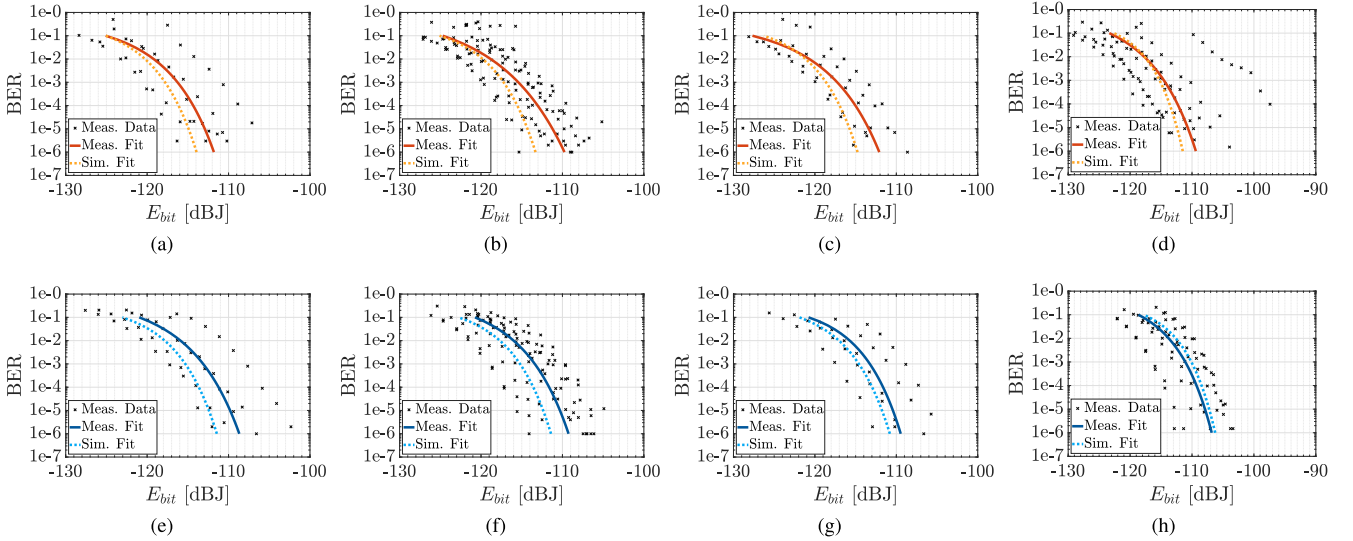 1e-0
1e-1
1e-2
1e-3
1e-4
1e-5
1e-6
1e-7
BER
Meas. Data
Meas. Fit
Sim. Fit
-130 -120 -110 -100
E_bit [dBJ]
(a)
1e-0
1e-1
1e-2
1e-3
1e-4
1e-5
1e-6
1e-7
BER
Meas. Data
Meas. Fit
Sim. Fit
-130 -120 -110 -100
E_bit [dBJ]
(b)
1e-0
1e-1
1e-2
1e-3
1e-4
1e-5
1e-6
1e-7
BER
Meas. Data
Meas. Fit
Sim. Fit
-130 -120 -110 -100
E_bit [dBJ]
(c)
1e-0
1e-1
1e-2
1e-3
1e-4
1e-5
1e-6
1e-7
BER
Meas. Data
Meas. Fit
Sim. Fit
-130 -120 -110 -100 -90
E_bit [dBJ]
(d)
1e-0
1e-1
1e-2
1e-3
1e-4
1e-5
1e-6
1e-7
BER
Meas. Data
Meas. Fit
Sim. Fit
-130 -120 -110 -100
E_bit [dBJ]
(e)
1e-0
1e-1
1e-2
1e-3
1e-4
1e-5
1e-6
1e-7
BER
Meas. Data
Meas. Fit
Sim. Fit
-130 -120 -110 -100
E_bit [dBJ]
(f)
1e-0
1e-1
1e-2
1e-3
1e-4
1e-5
1e-6
1e-7
BER
Meas. Data
Meas. Fit
Sim. Fit
-130 -120 -110 -100
E_bit [dBJ]
(g)
1e-0
1e-1
1e-2
1e-3
1e-4
1e-5
1e-6
1e-7
BER
Meas. Data
Meas. Fit
Sim. Fit
-130 -120 -110 -100 -90
E_bit [dBJ]
(h)